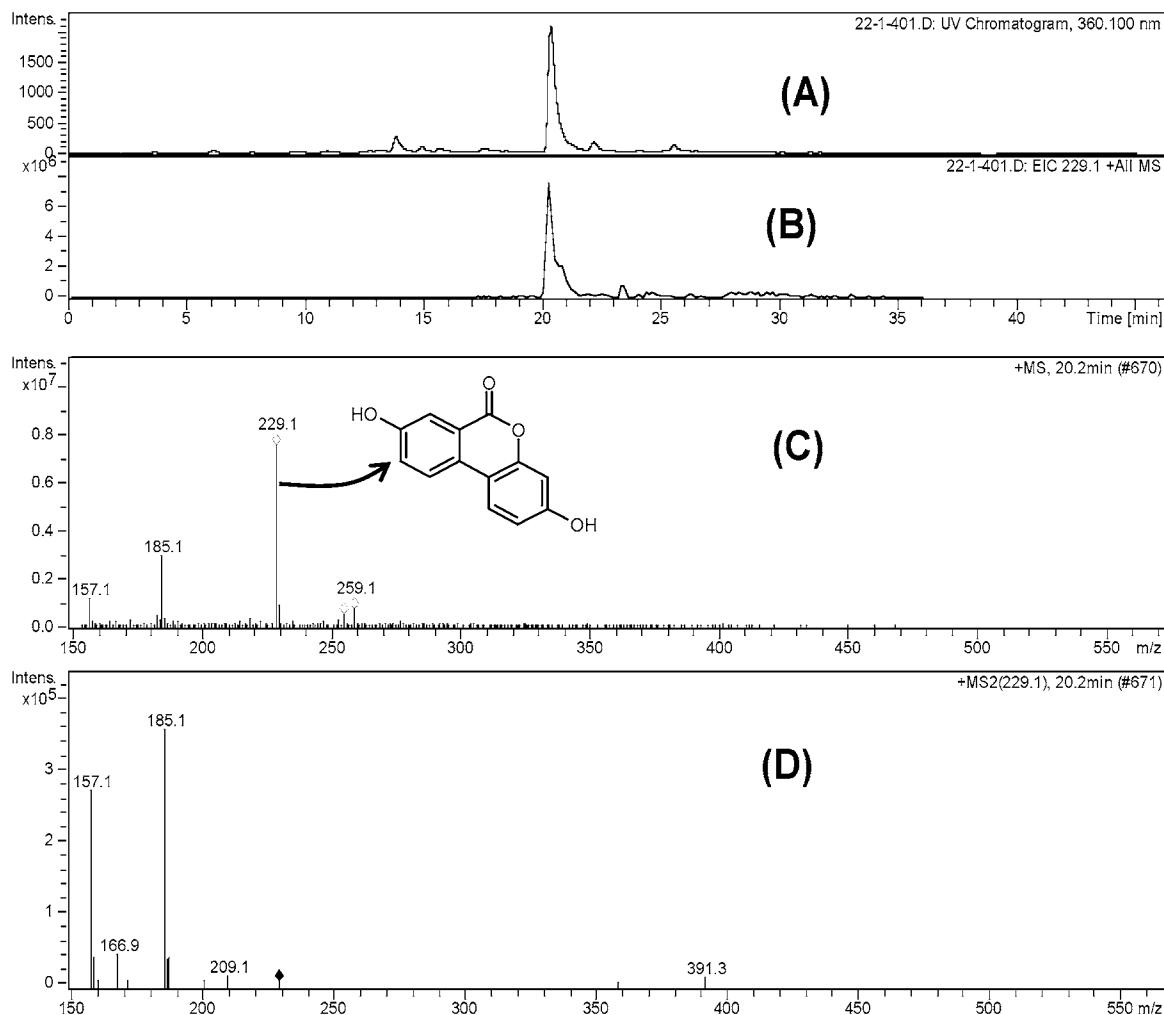 Intens.
22-1-401.D: UV Chromatogram, 360.100 nm
1500
1000
500
0
(A)
x10^6
22-1-401.D: EIC 229.1 +All MS
6
4
2
0
(B)
0 5 10 15 20 25 30 35 40 Time [min]
Intens.
x10^7
+MS, 20.2min (#670)
0.8
0.6
0.4
0.2
0.0
157.1
185.1
229.1
259.1
O
HO
O
OH
(C)
150 200 250 300 350 400 450 500 550 m/z
Intens.
x10^5
+MS2(229.1), 20.2min (#671)
3
2
1
0
157.1
166.9
185.1
209.1
391.3
(D)
150 200 250 300 350 400 450 500 550 m/z